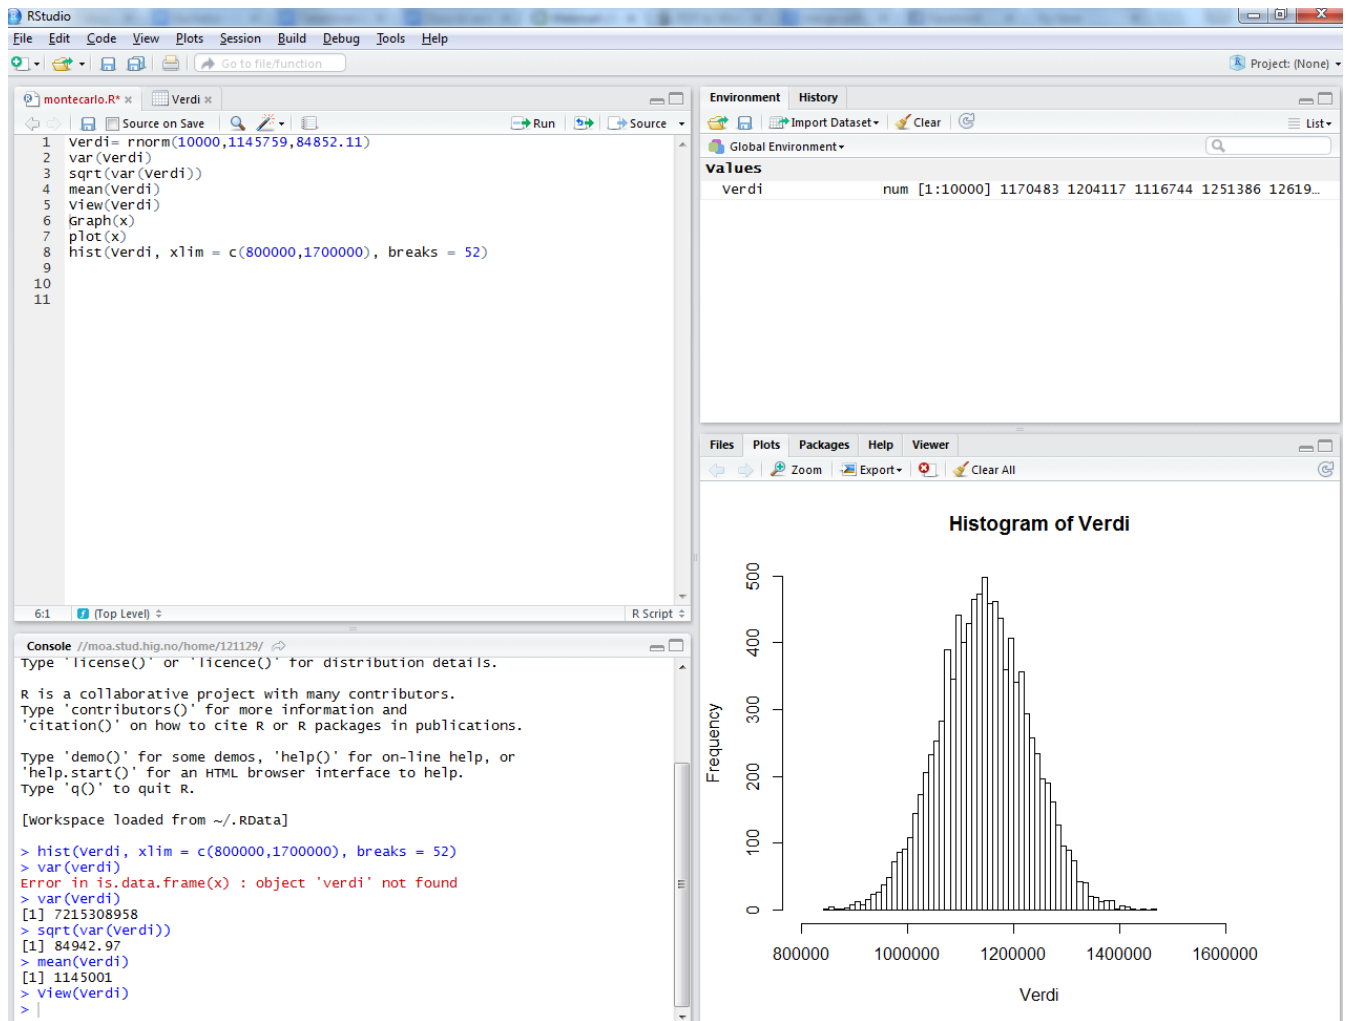 RStudio
File Edit Code View Plots Session Build Debug Tools Help
Go to file/function
Project: (None)
montecarlo.R* × Verdi ×
Source on Save Run Source
1 Verdi= rnorm(10000,1145759,84852.11)
2 var(Verdi)
3 sqrt(var(Verdi))
4 mean(Verdi)
5 View(Verdi)
6 Graph(x)
7 plot(x)
8 hist(Verdi, xlim = c(800000,1700000), breaks = 52)
9
10
11
6:1 (Top Level) R Script
Console //moa.stud.hig.no/home/121129/
Type 'license()' or 'licence()' for distribution details.
R is a collaborative project with many contributors.
Type 'contributors()' for more information and
'citation()' on how to cite R or R packages in publications.
Type 'demo()' for some demos, 'help()' for on-line help, or
'help.start()' for an HTML browser interface to help.
Type 'q()' to quit R.
[Workspace loaded from ~/.RData]
> hist(Verdi, xlim = c(800000,1700000), breaks = 52)
> var(verdi)
Error in is.data.frame(x) : object 'verdi' not found
> var(Verdi)
[1] 7215308958
> sqrt(var(Verdi))
[1] 84942.97
> mean(Verdi)
[1] 1145001
> View(Verdi)
>
Environment History
Import Dataset Clear List
Global Environment
Values
Verdi num [1:10000] 1170483 1204117 1116744 1251386 12619…
Files Plots Packages Help Viewer
Zoom Export Clear All
Histogram of Verdi
Frequency
500
400
300
200
100
0
800000 1000000 1200000 1400000 1600000
Verdi